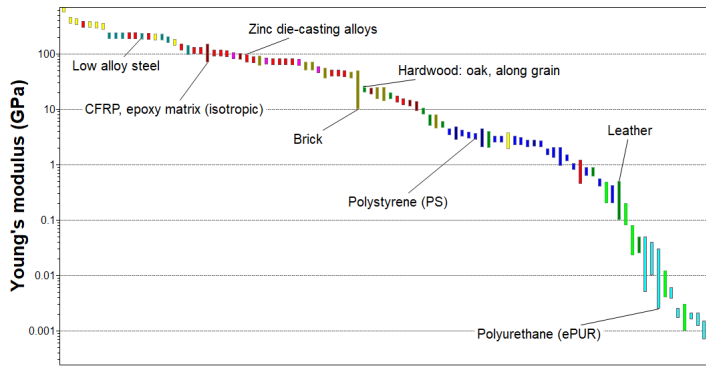 Zinc die-casting alloys
100
Low alloy steel
Hardwood: oak, along grain
CFRP, epoxy matrix (isotropic)
10
Brick
Leather
1
Polystyrene (PS)
0.1
0.01
0.001
Polyurethane (ePUR)
Young's modulus (GPa)